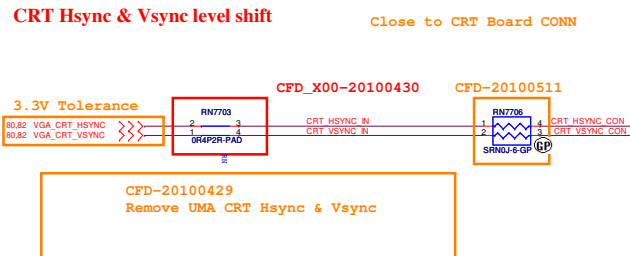 CRT Hsync & Vsync level shift
Close to CRT Board CONN
CFD_X00-20100430
CFD-20100511
3.3V Tolerance
RN7703
RN7706
80,82 VGA_CRT_HSYNC
2
3
CRT_HSYNC_IN
1
4
CRT_HSYNC_CON
80,82 VGA_CRT_VSYNC
1
4
CRT_VSYNC_IN
2
3
CRT_VSYNC_CON
0R4P2R-PAD
SRN0J-6-GP
GP
RN
CFD-20100429
Remove UMA CRT Hsync & Vsync